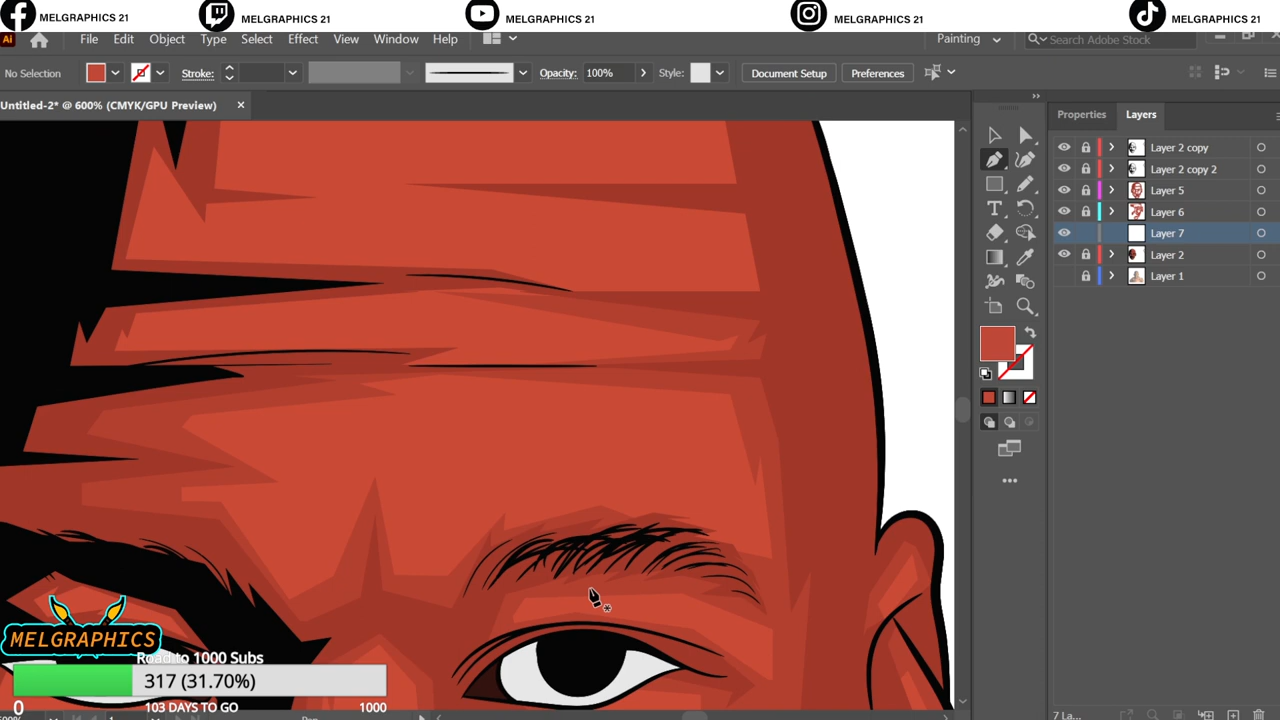 MELGRAPHICS 21 MELGRAPHICS 21 MELGRAPHICS 21 MELGRAPHICS 21 MELGRAPHICS 21
Ai File Edit Object Type Select Effect View Window Help Painting Search Adobe Stock
No Selection Stroke: Opacity: 100% Style: Document Setup Preferences
Untitled-2* @ 600% (CMYK/GPU Preview) ×
Properties Layers
Layer 2 copy
Layer 2 copy 2
Layer 5
Layer 6
Layer 7
Layer 2
Layer 1
MELGRAPHICS
Road to 1000 Subs
317 (31.70%)
0 103 DAYS TO GO 1000
7 La...